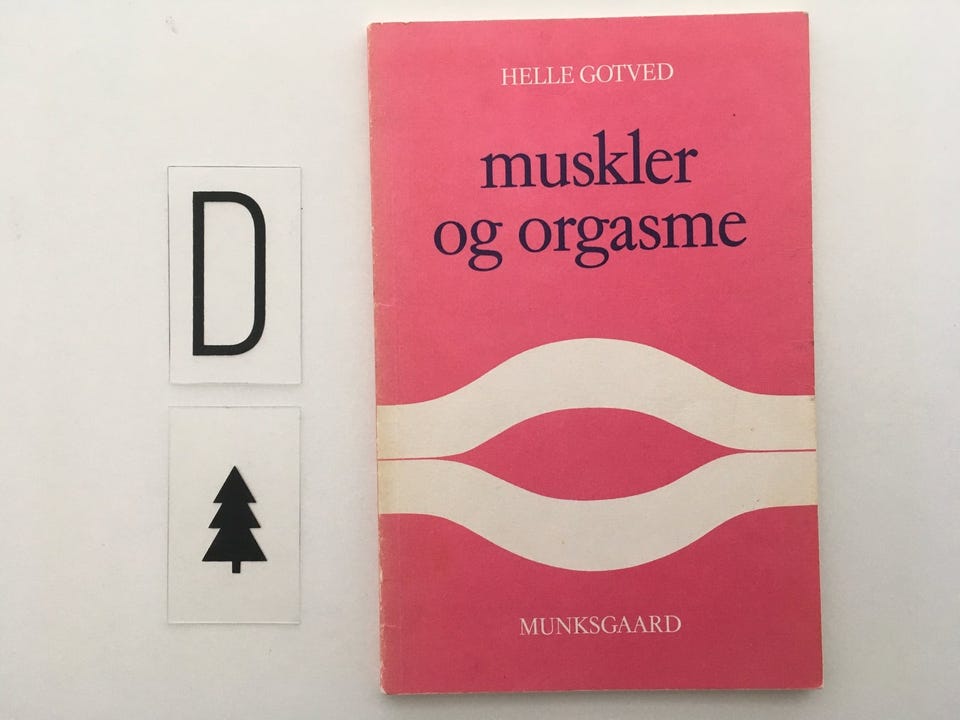 D
HELLE GOTVED
muskler
og orgasme
MUNKSGAARD